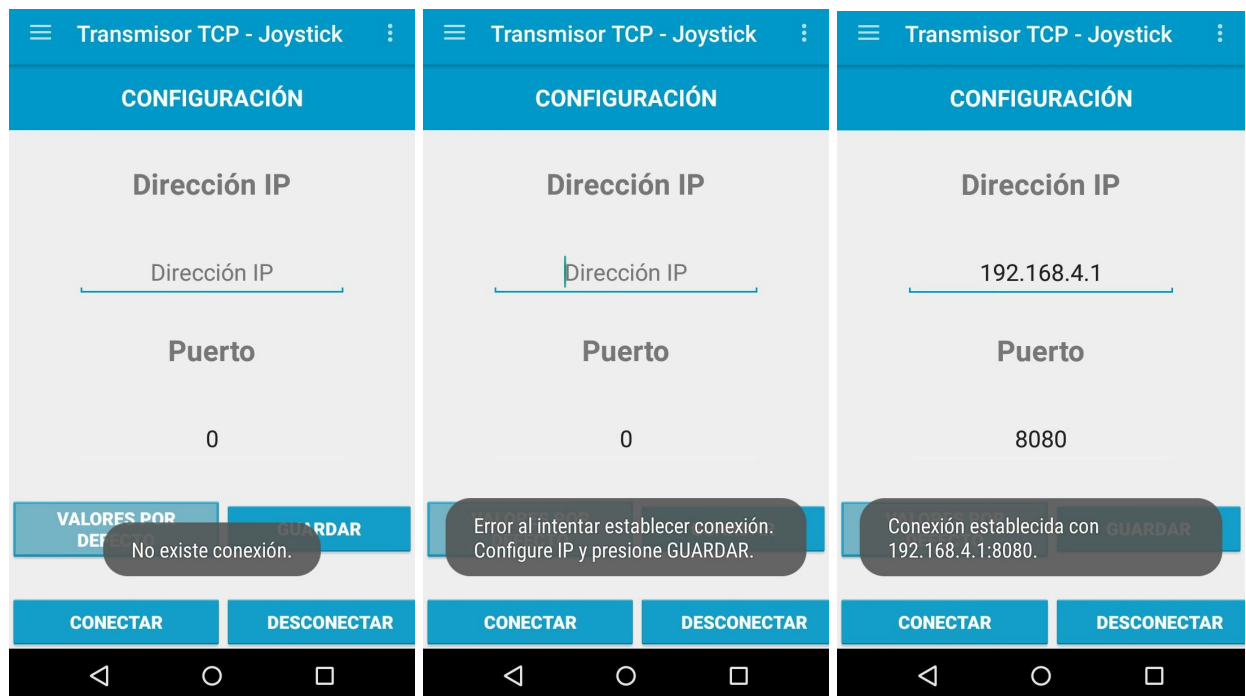 Transmisor TCP - Joystick
CONFIGURACIÓN
Dirección IP
Dirección IP
Puerto
0
VALORES POR
GUARDAR
No existe conexión.
CONECTAR
DESCONECTAR
Transmisor TCP - Joystick
CONFIGURACIÓN
Dirección IP
Dirección IP
Puerto
0
Error al intentar establecer conexión.
Configure IP y presione GUARDAR.
CONECTAR
DESCONECTAR
Transmisor TCP - Joystick
CONFIGURACIÓN
Dirección IP
192.168.4.1
Puerto
8080
GUARDAR
Conexión establecida con
192.168.4.1:8080.
CONECTAR
DESCONECTAR